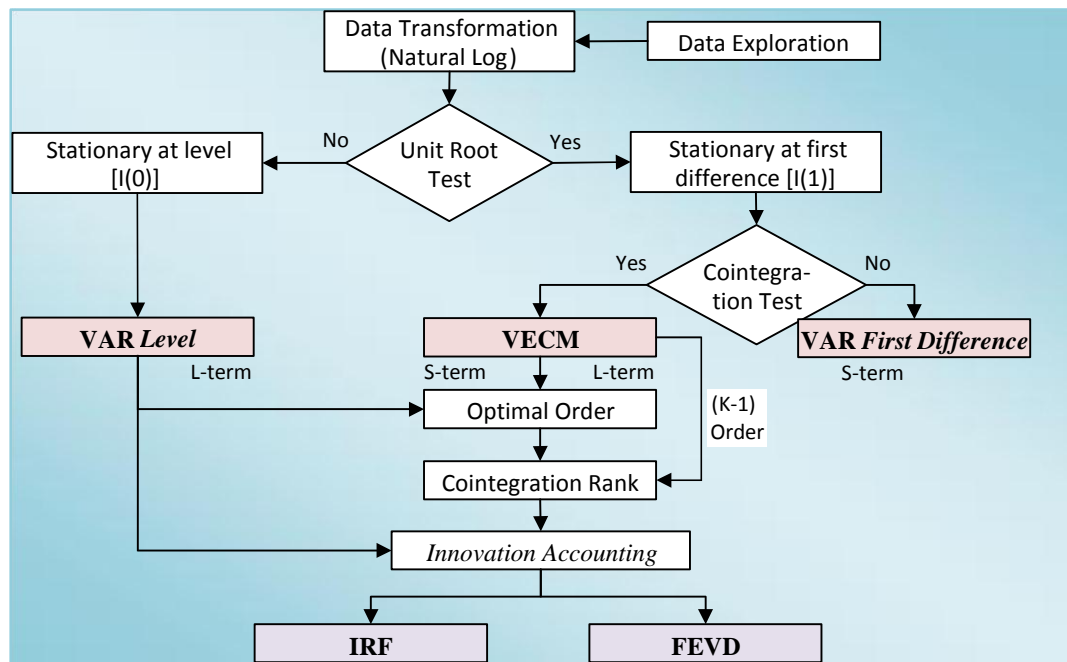 Data Transformation
(Natural Log)
Data Exploration
No
Unit Root
Test
Yes
Stationary at level
[I(0)]
Stationary at first
difference [I(1)]
Yes
Cointegra-
tion Test
No
VAR Level
VECM
VAR First Difference
L-term
S-term
L-term
S-term
Optimal Order
(K-1)
Order
Cointegration Rank
Innovation Accounting
IRF
FEVD